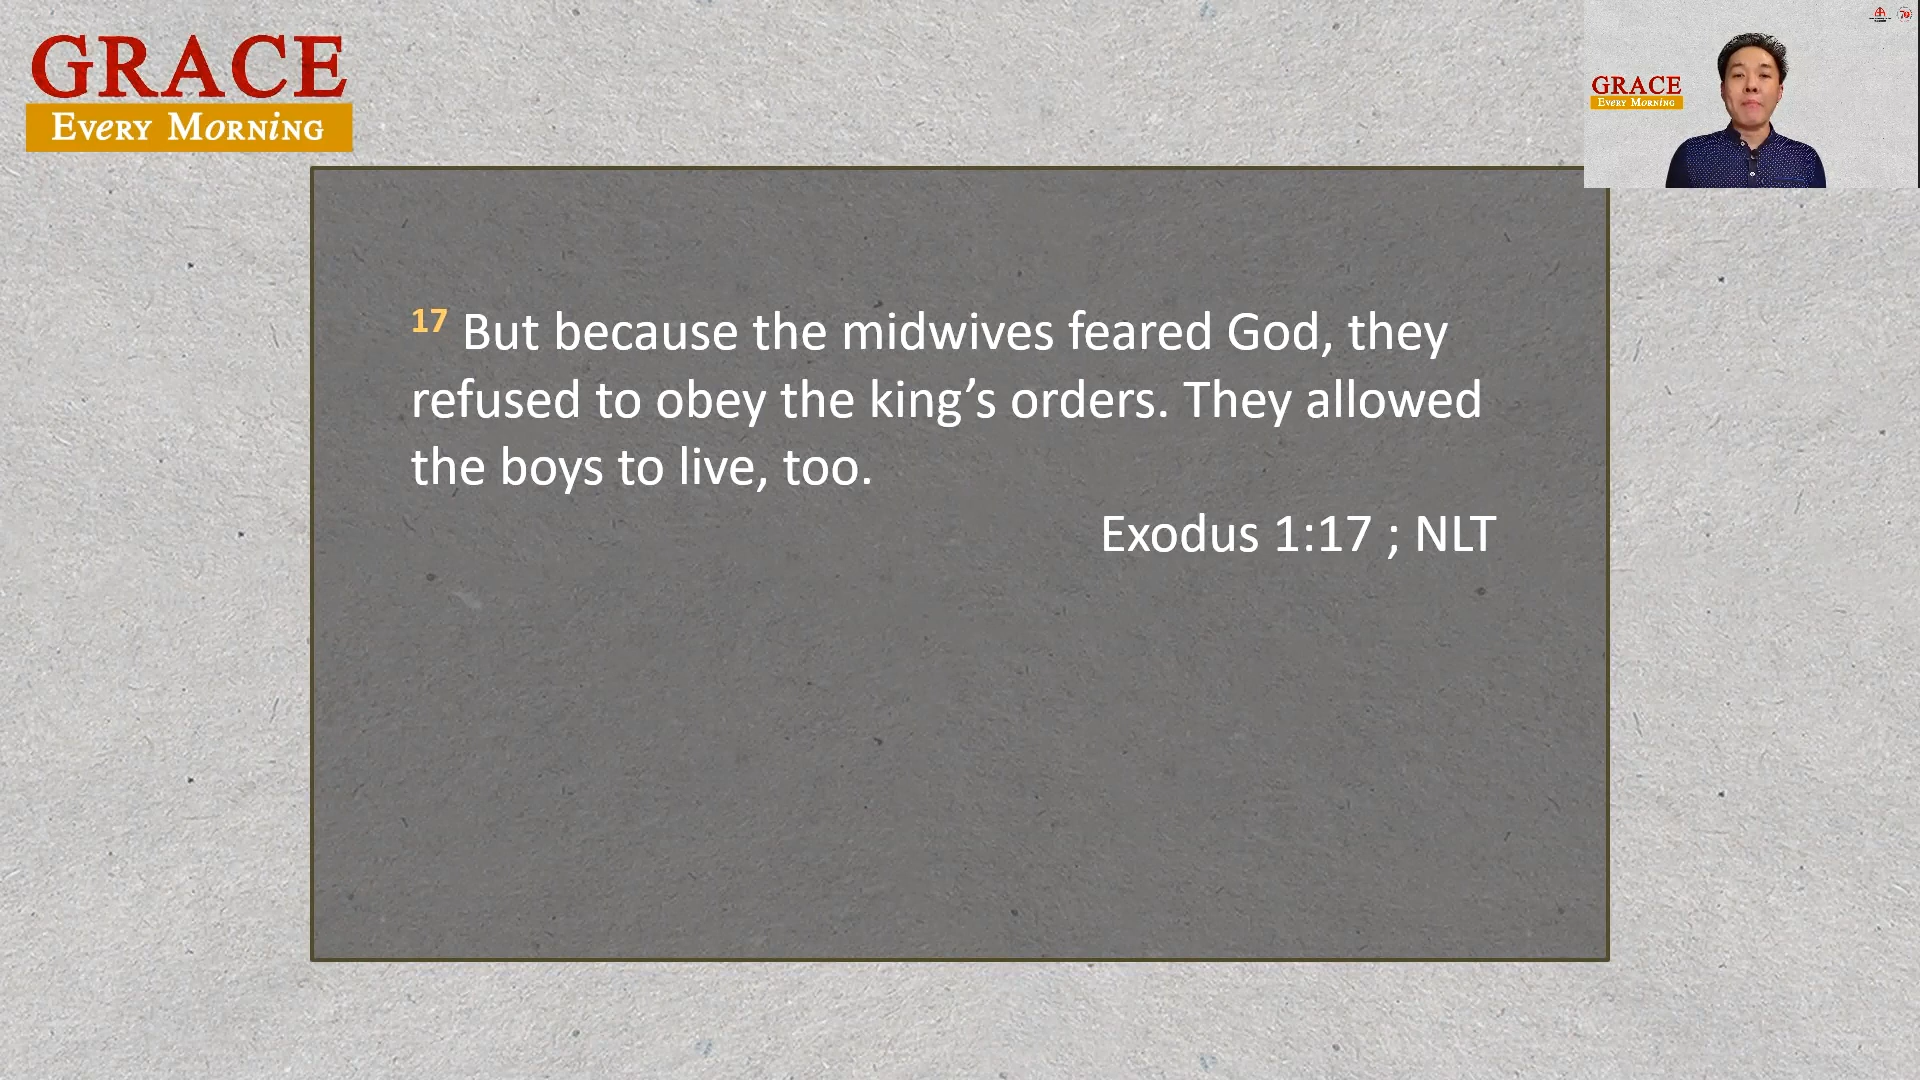 GRACE
Every Morning
GRACE
Every Morning
17 But because the midwives feared God, they
refused to obey the king’s orders. They allowed
the boys to live, too.
Exodus 1:17 ; NLT